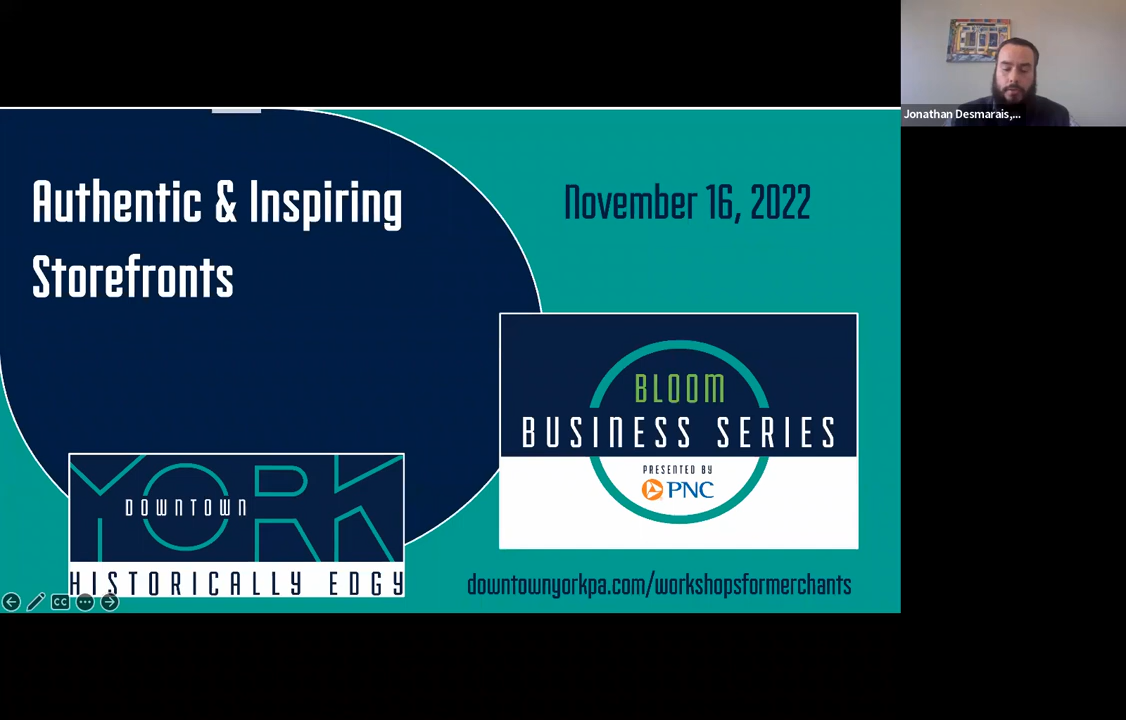 Jonathan Desmarais,...
Authentic & Inspiring
Storefronts
November 16, 2022
BLOOM
BUSINESS SERIES
PRESENTED BY
PNC
YORK
DOWNTOWN
HISTORICALLY EDGY
downtownyorkpa.com/workshopsformerchants
CC